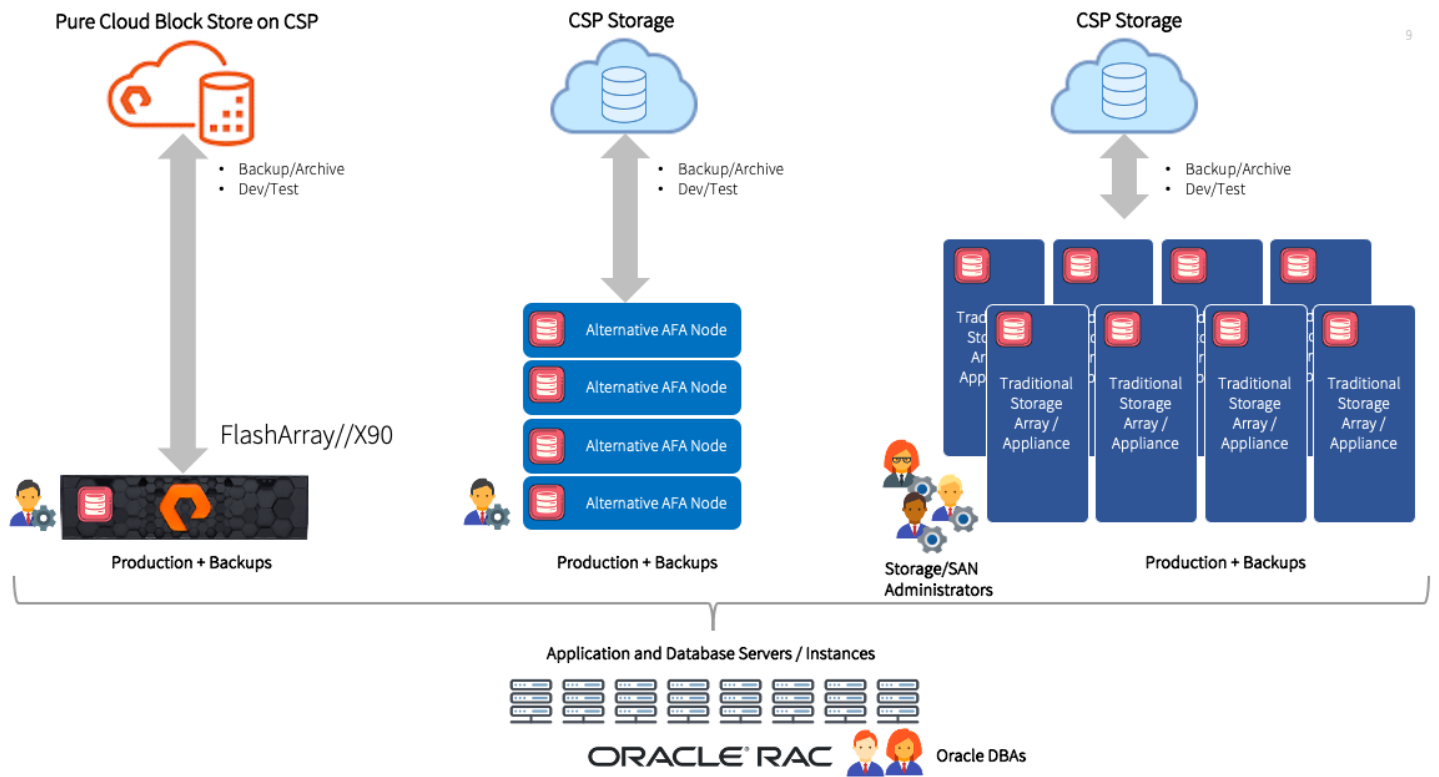 Pure Cloud Block Store on CSP
CSP Storage
CSP Storage
9
• Backup/Archive
• Dev/Test
• Backup/Archive
• Dev/Test
• Backup/Archive
• Dev/Test
FlashArray//X90
Alternative AFA Node
Alternative AFA Node
Alternative AFA Node
Alternative AFA Node
Traditional
Storage
Array /
Appliance
Traditional
Storage
Array /
Appliance
Traditional
Storage
Array /
Appliance
Traditional
Storage
Array /
Appliance
Production + Backups
Production + Backups
Storage/SAN
Administrators
Production + Backups
Application and Database Servers / Instances
ORACLE® RAC
Oracle DBAs